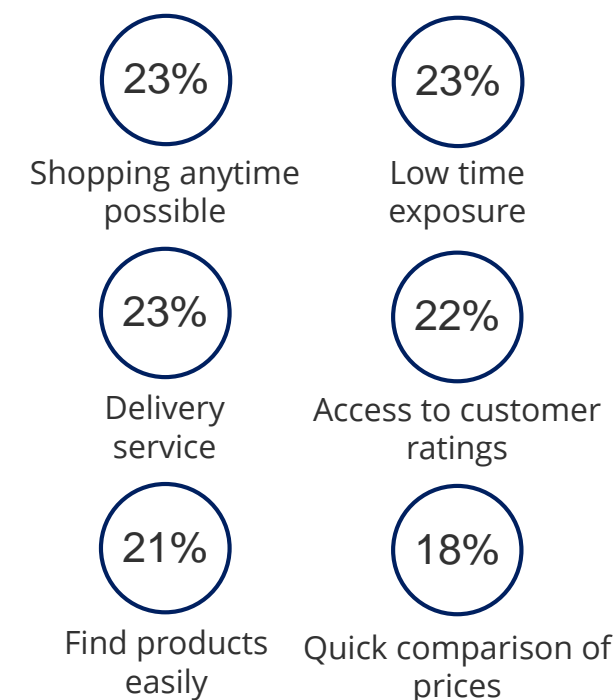 23%
23%
Shopping anytime
possible
Low time
exposure
23%
22%
Delivery
service
Access to customer
ratings
21%
18%
Find products
easily
Quick comparison of
prices